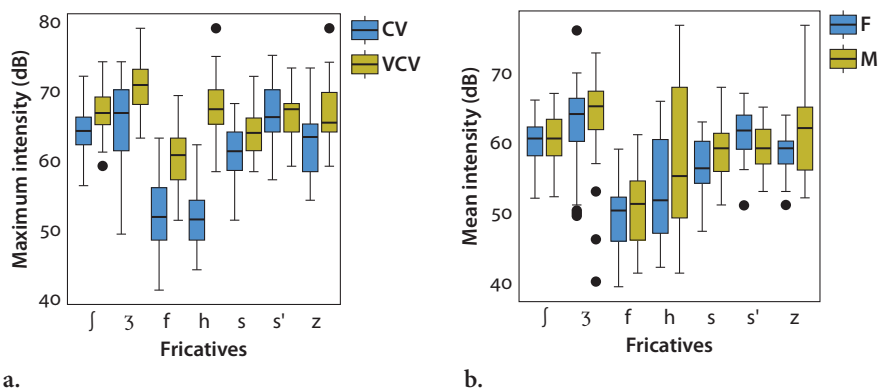 80
70
60
50
40
Maximum intensity (dB)
ʃ ʒ f h s s' z
Fricatives
CV
VCV
a.
70
60
50
40
Mean intensity (dB)
ʃ ʒ f h s s' z
Fricatives
F
M
b.